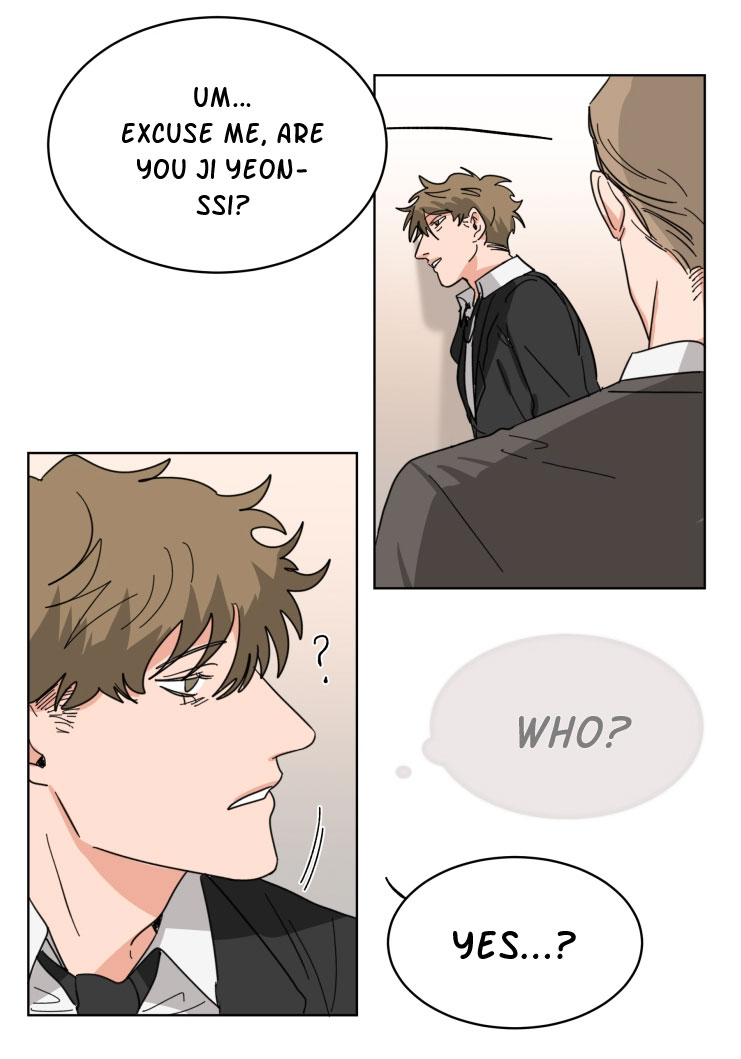 UM...
EXCUSE ME, ARE
YOU JI YEON-
SSI?
?
WHO?
YES...?